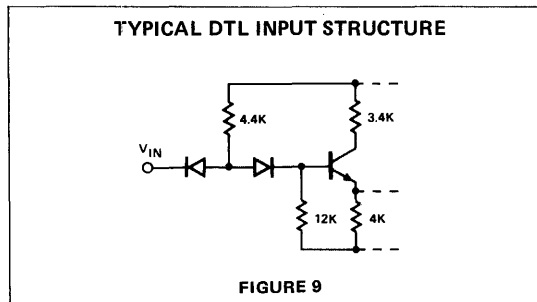 TYPICAL DTL INPUT STRUCTURE
4.4K
3.4K
VIN
12K
4K
FIGURE 9